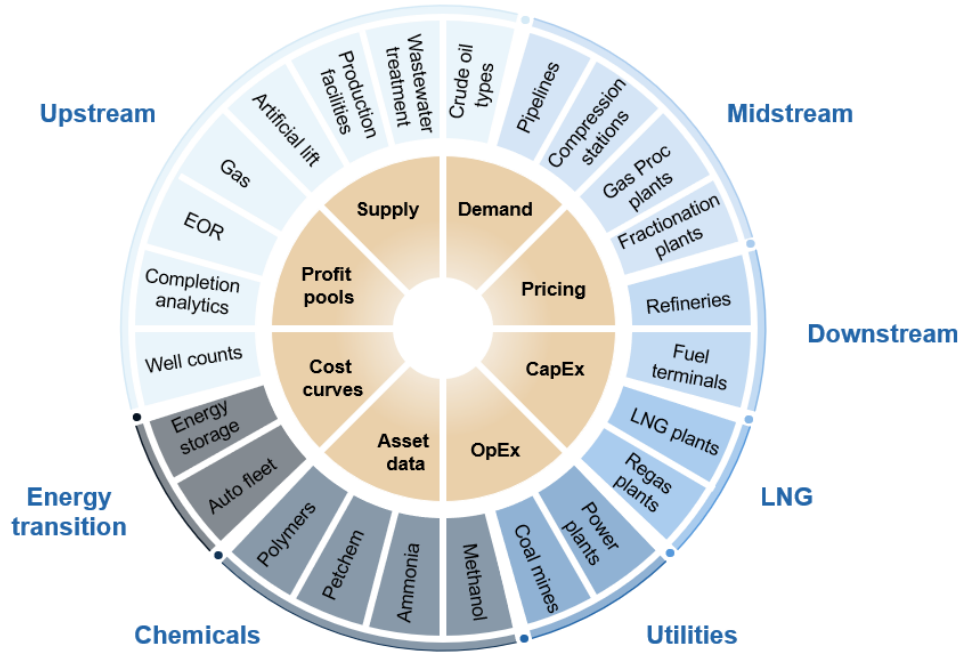 Upstream
Midstream
Downstream
LNG
Utilities
Chemicals
Energy
transition
Crude oil
types
Pipelines
Compression
stations
Gas Proc
plants
Fractionation
plants
Refineries
Fuel
terminals
LNG plants
Regas
plants
Power
plants
Coal mines
Methanol
Ammonia
Petchem
Polymers
Auto fleet
Energy
storage
Well counts
Completion
analytics
EOR
Gas
Artificial lift
Production
facilities
Wastewater
treatment
Supply
Demand
Pricing
CapEx
OpEx
Asset
data
Cost
curves
Profit
pools